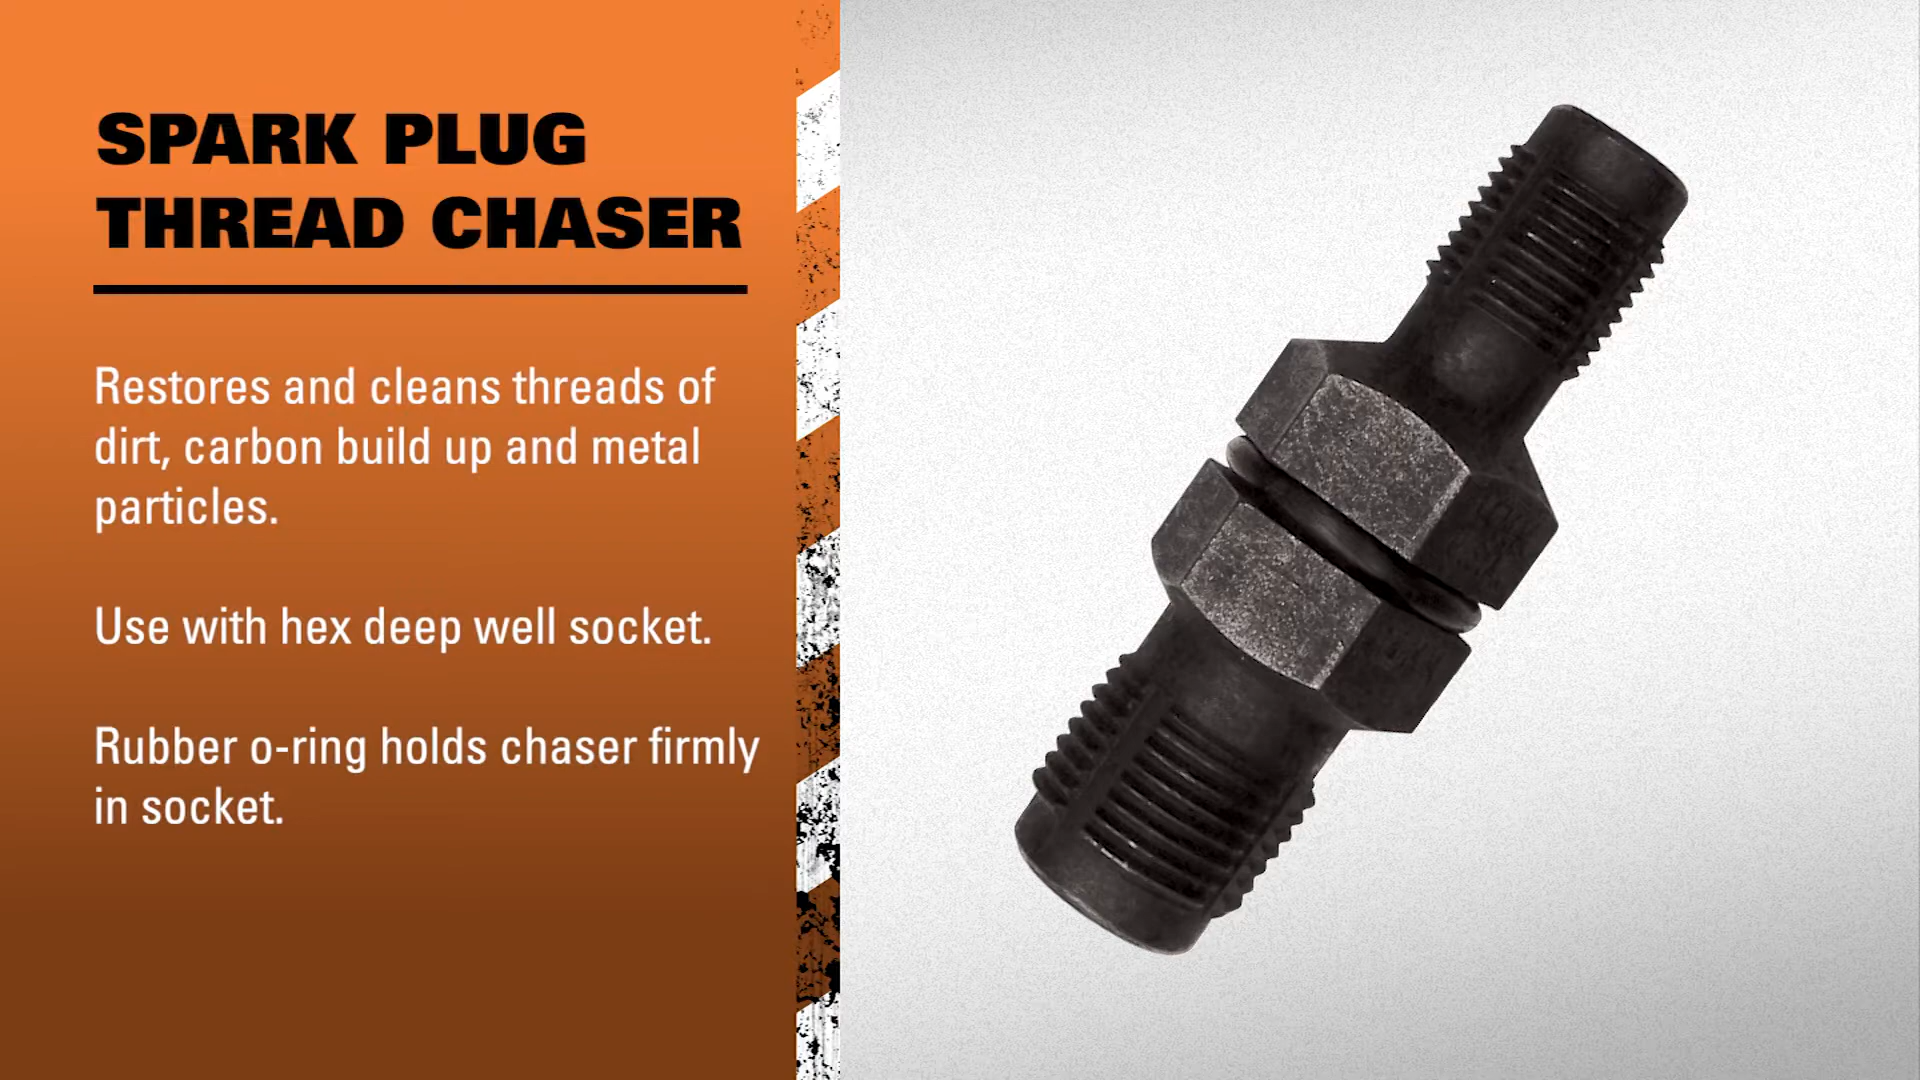 SPARK PLUG
THREAD CHASER
Restores and cleans threads of
dirt, carbon build up and metal
particles.
Use with hex deep well socket.
Rubber o-ring holds chaser firmly
in socket.